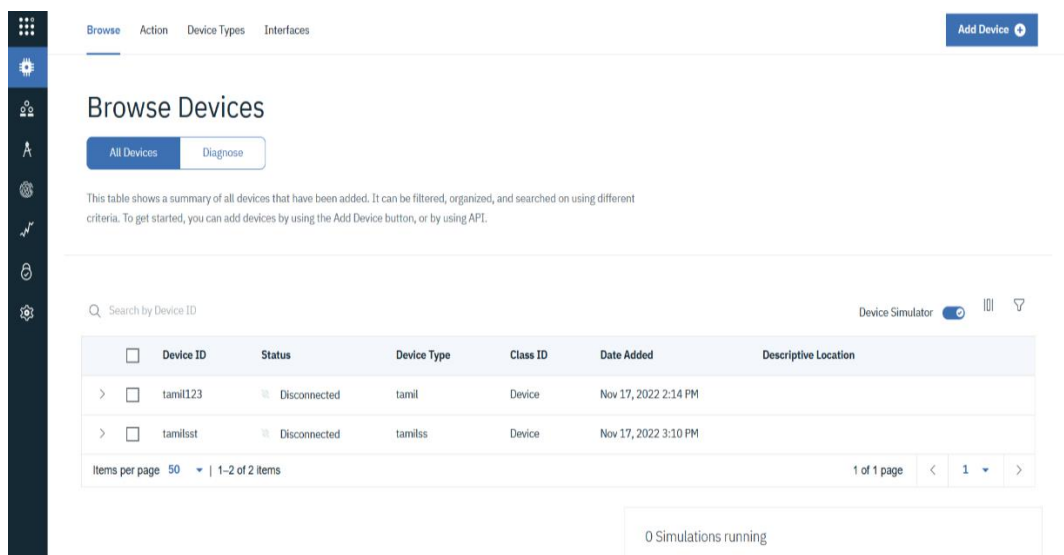 Browse Action Device Types Interfaces Add Device
Browse Devices
All Devices Diagnose
This table shows a summary of all devices that have been added. It can be filtered, organized, and searched on using different
criteria. To get started, you can add devices by using the Add Device button, or by using API.
Search by Device ID Device Simulator
Device ID Status Device Type Class ID Date Added Descriptive Location
tamil123 Disconnected tamil Device Nov 17, 2022 2:14 PM
tamilsst Disconnected tamilss Device Nov 17, 2022 3:10 PM
Items per page 50 | 1–2 of 2 items 1 of 1 page 1
0 Simulations running